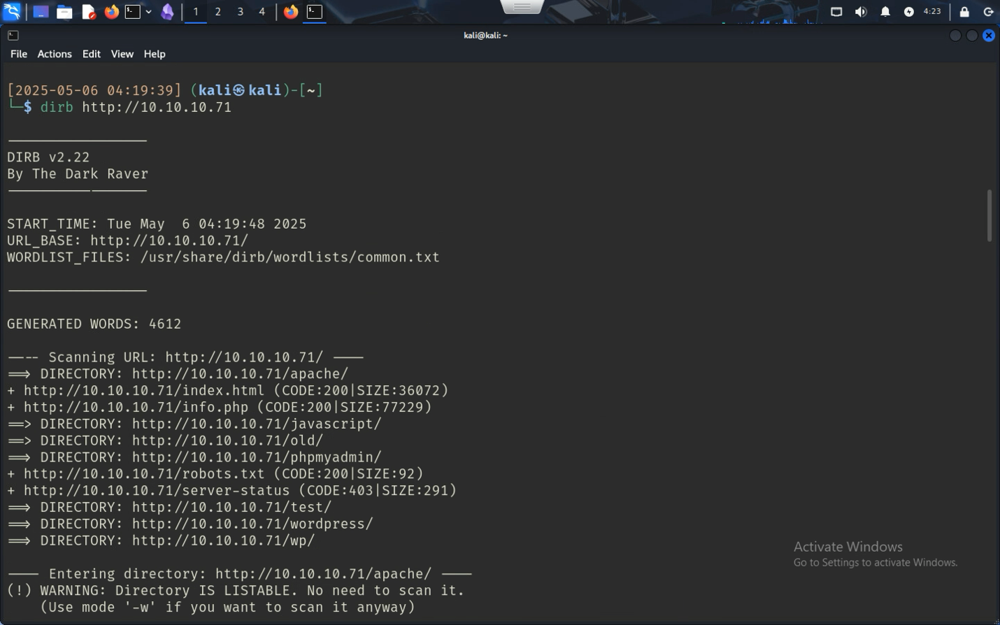 1 2 3 4
4:23
kali@kali: ~
File Actions Edit View Help
[2025-05-06 04:19:39] (kali㉿kali)-[~]
└─$ dirb http://10.10.10.71
-----------------
DIRB v2.22
By The Dark Raver
-----------------
START_TIME: Tue May  6 04:19:48 2025
URL_BASE: http://10.10.10.71/
WORDLIST_FILES: /usr/share/dirb/wordlists/common.txt
-----------------
GENERATED WORDS: 4612
---- Scanning URL: http://10.10.10.71/ ----
==> DIRECTORY: http://10.10.10.71/apache/
+ http://10.10.10.71/index.html (CODE:200|SIZE:36072)
+ http://10.10.10.71/info.php (CODE:200|SIZE:77229)
==> DIRECTORY: http://10.10.10.71/javascript/
==> DIRECTORY: http://10.10.10.71/old/
==> DIRECTORY: http://10.10.10.71/phpmyadmin/
+ http://10.10.10.71/robots.txt (CODE:200|SIZE:92)
+ http://10.10.10.71/server-status (CODE:403|SIZE:291)
==> DIRECTORY: http://10.10.10.71/test/
==> DIRECTORY: http://10.10.10.71/wordpress/
==> DIRECTORY: http://10.10.10.71/wp/
Activate Windows
Go to Settings to activate Windows.
---- Entering directory: http://10.10.10.71/apache/ ----
(!) WARNING: Directory IS LISTABLE. No need to scan it.
(Use mode '-w' if you want to scan it anyway)